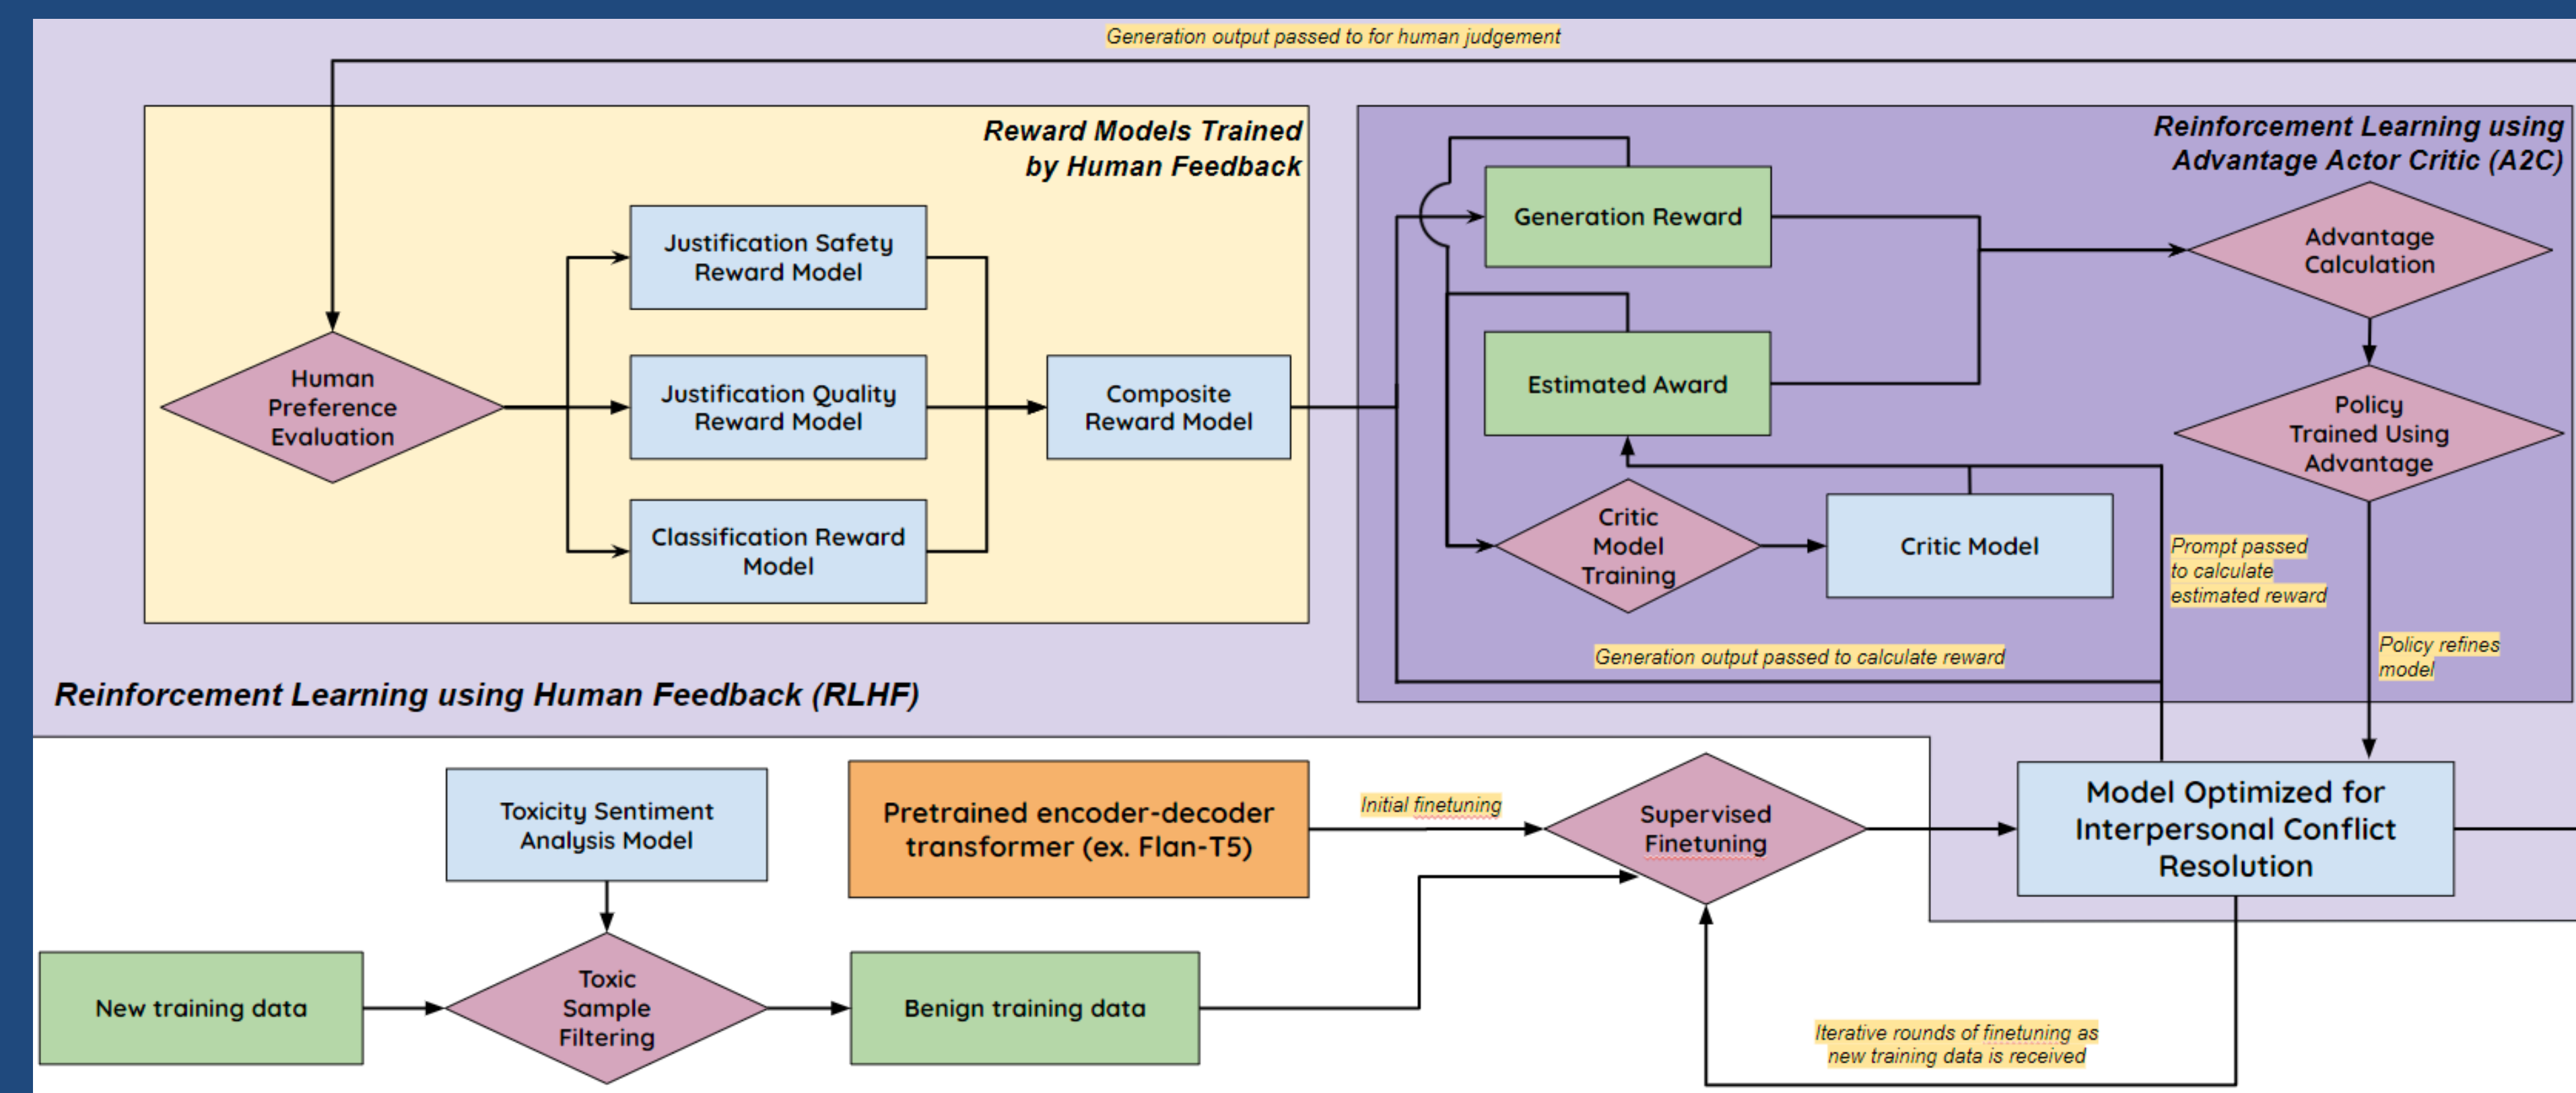 Generation output passed to for human judgement
Reward Models Trained
by Human Feedback
Justification Safety
Reward Model
Human
Preference
Evaluation
Justification Quality
Reward Model
Composite
Reward Model
Classification Reward
Model
Reinforcement Learning using
Advantage Actor Critic (A2C)
Generation Reward
Advantage
Calculation
Estimated Award
Policy
Trained Using
Advantage
Critic
Model
Training
Critic Model
Prompt passed
to calculate
estimated reward
Generation output passed to calculate reward
Policy refines
model
Reinforcement Learning using Human Feedback (RLHF)
Toxicity Sentiment
Analysis Model
Pretrained encoder-decoder
transformer (ex. Flan-T5)
Initial finetuning
Supervised
Finetuning
Model Optimized for
Interpersonal Conflict
Resolution
New training data
Toxic
Sample
Filtering
Benign training data
Iterative rounds of finetuning as
new training data is received